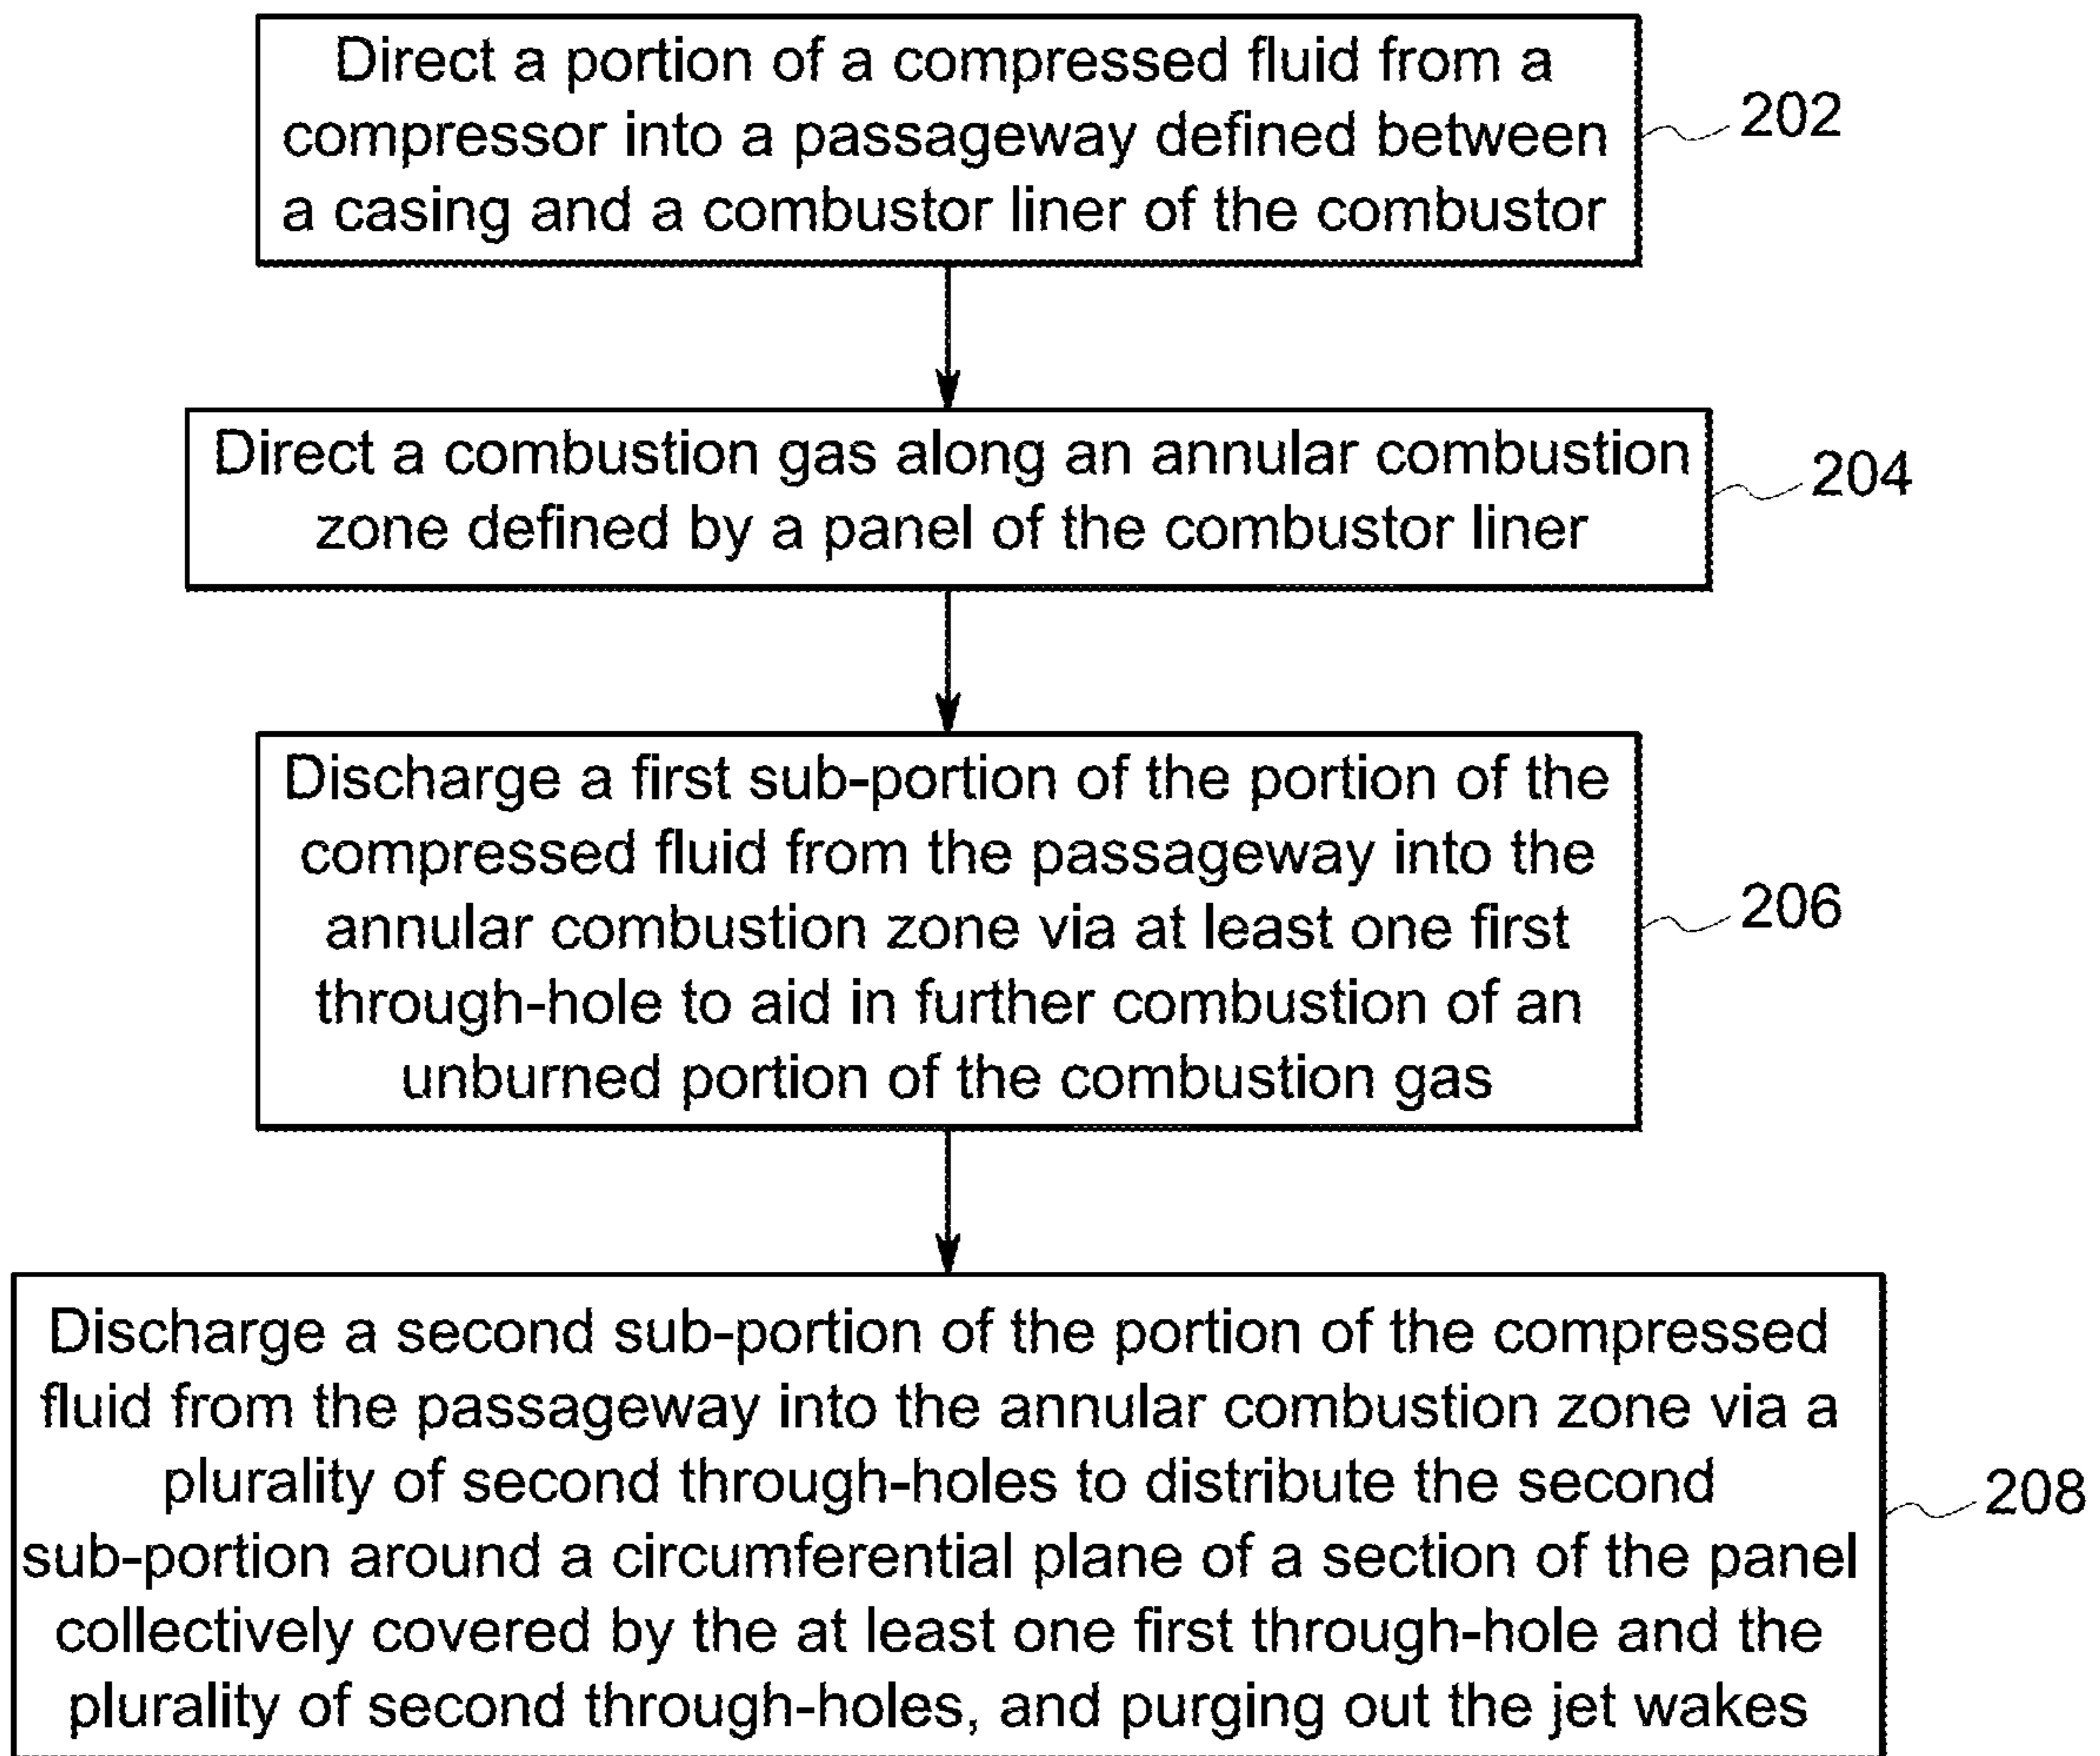 Direct a portion of a compressed fluid from a
compressor into a passageway defined between
a casing and a combustor liner of the combustor
202
Direct a combustion gas along an annular combustion
zone defined by a panel of the combustor liner
204
Discharge a first sub-portion of the portion of the
compressed fluid from the passageway into the
annular combustion zone via at least one first
through-hole to aid in further combustion of an
unburned portion of the combustion gas
206
Discharge a second sub-portion of the portion of the compressed
fluid from the passageway into the annular combustion zone via a
plurality of second through-holes to distribute the second
sub-portion around a circumferential plane of a section of the panel
collectively covered by the at least one first through-hole and the
plurality of second through-holes, and purging out the jet wakes
208